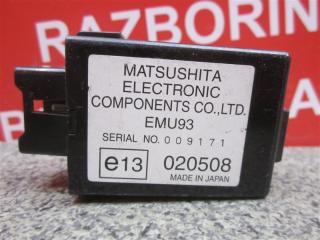 RAZBORIN
MATSUSHITA
ELECTRONIC
COMPONENTS CO.,LTD.
EMU93
SERIAL NO. 009171
e13 020508
MADE IN JAPAN